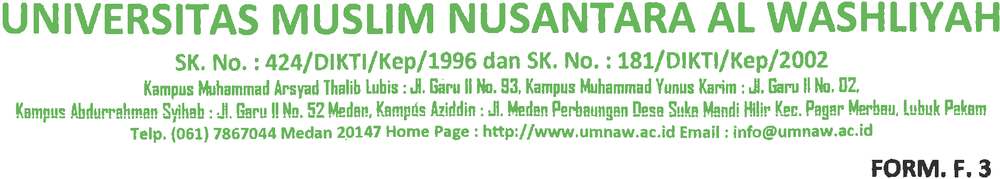 UNIVERSITAS MUSLIM NUSANTARA AL WASHLIYAH
SK. No. : 424/DIKTI/Kep/1996 dan SK. No. : 181/DIKTI/Kep/2002
Kampus Muhammad Arsyad Thalib Lubis : Jl. Garu II No. 93, Kampus Muhammad Yunus Karim : Jl. Garu II No. 02,
Kampus Abdurrahman Syihab : Jl. Garu II No. 52 Medan, Kampus Aziddin : Jl. Medan Perbaungan Desa Suka Mandi Hilir Kec. Pagar Merbau, Lubuk Pakam
Telp. (061) 7867044 Medan 20147 Home Page : http://www.umnaw.ac.id Email : info@umnaw.ac.id
FORM. F. 3